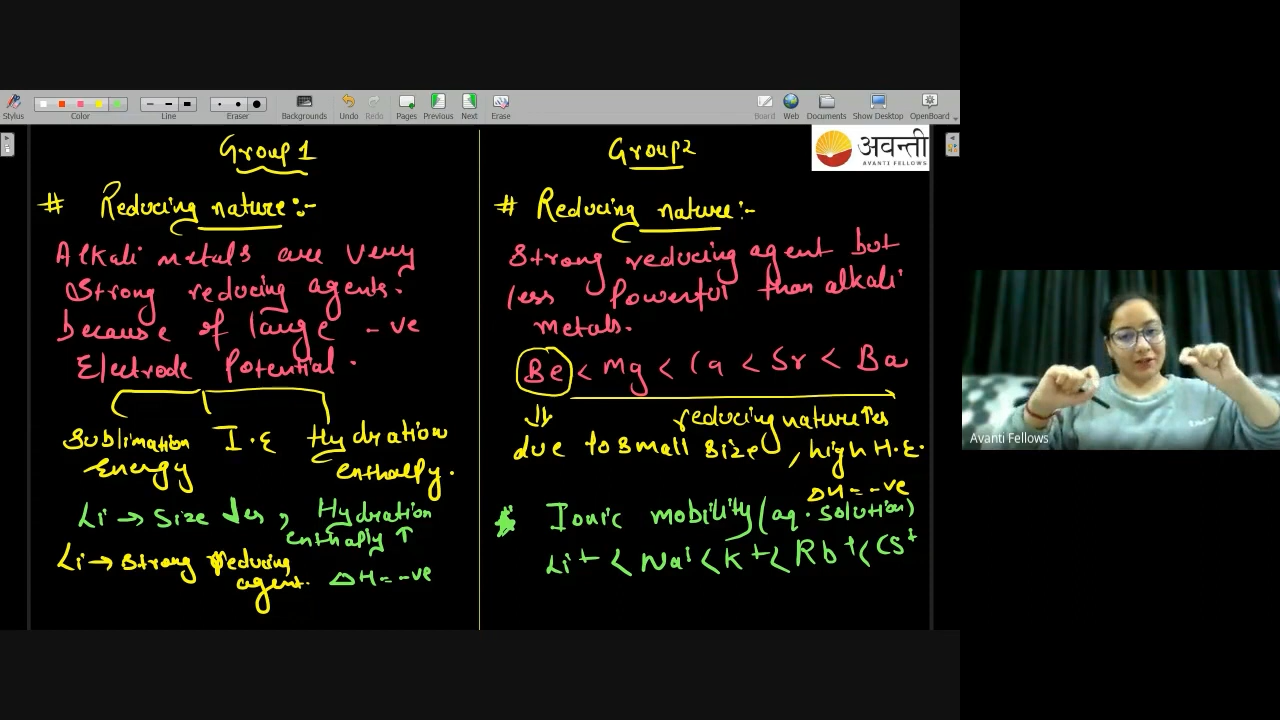 Stylus
Color
Line
Eraser
Backgrounds
Undo
Redo
Pages
Previous
Next
Erase
Board
Web
Documents
Show Desktop
OpenBoard
अवन्ती
AVANTI FELLOWS
Group 1
# Reducing nature:-
Alkali metals are very
strong reducing agents.
because of large -ve
Electrode Potential.
Sublimation Energy
I.E
Hydration enthalpy.
Li → Size ↓es, Hydration
enthalpy ↑
Li → strong reducing
agent. ΔH = -ve
Group 2
# Reducing nature:-
Strong reducing agent but
less Powerful than alkali
metals.
Be < Mg < Ca < Sr < Ba
reducing nature ↑es
due to small size, high H.E.
ΔH = -ve
* Ionic mobility (aq. solution)
Li+ < Na+ < K+ < Rb+ < Cs+
Avanti Fellows